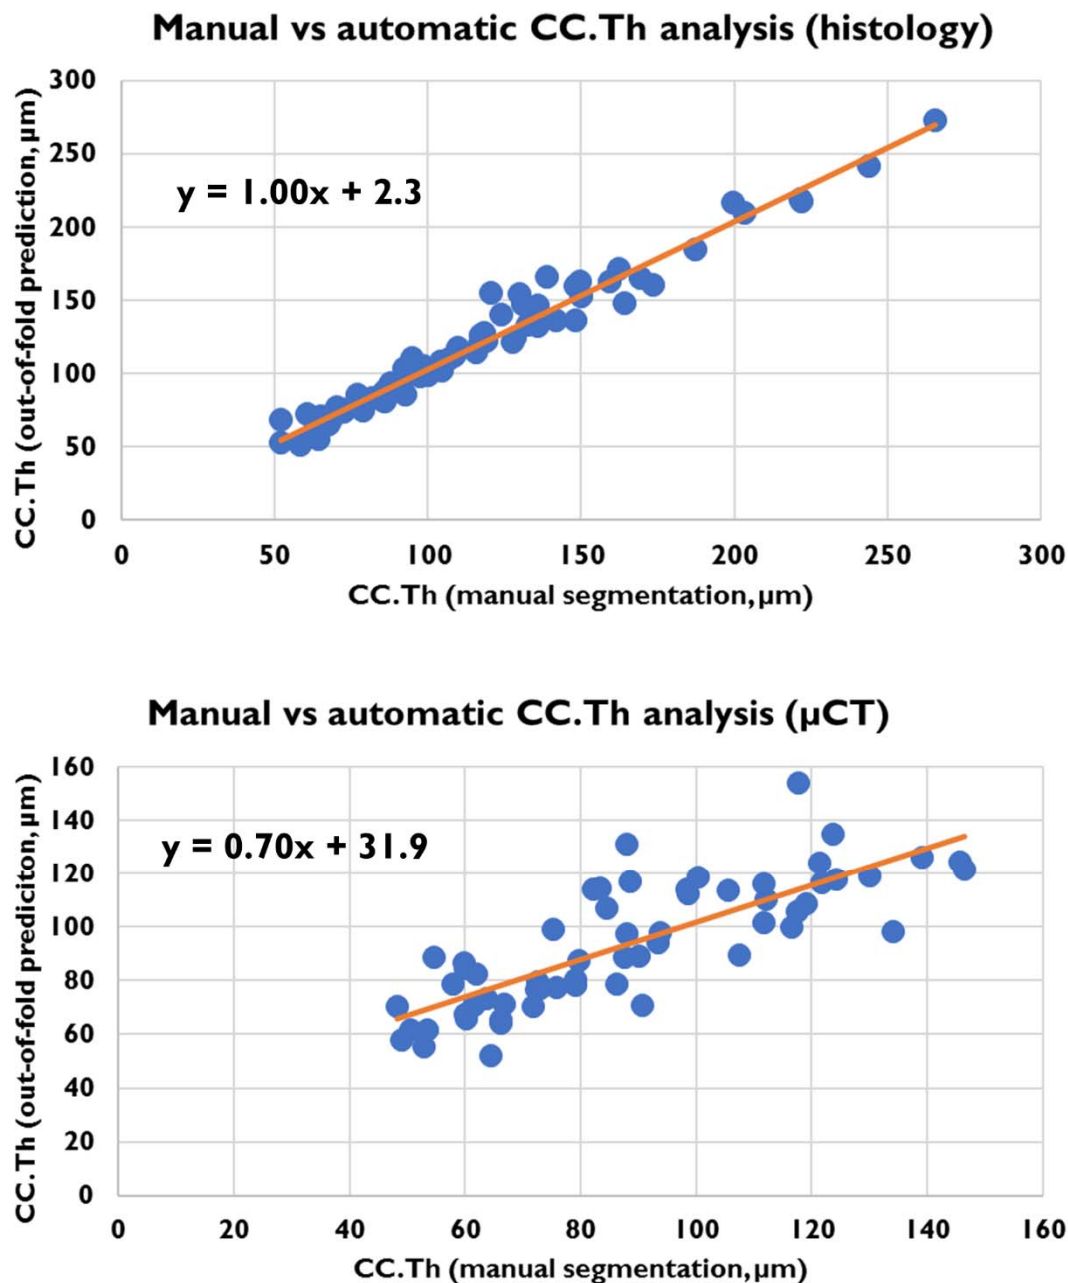 Manual vs automatic CC.Th analysis (histology)
CC.Th (out-of-fold prediction, µm)
300
250
200
150
100
50
0
y = 1.00x + 2.3
0 50 100 150 200 250 300
CC.Th (manual segmentation, µm)
Manual vs automatic CC.Th analysis (µCT)
CC.Th (out-of-fold prediciton, µm)
160
140
120
100
80
60
40
20
0
y = 0.70x + 31.9
0 20 40 60 80 100 120 140 160
CC.Th (manual segmentation, µm)